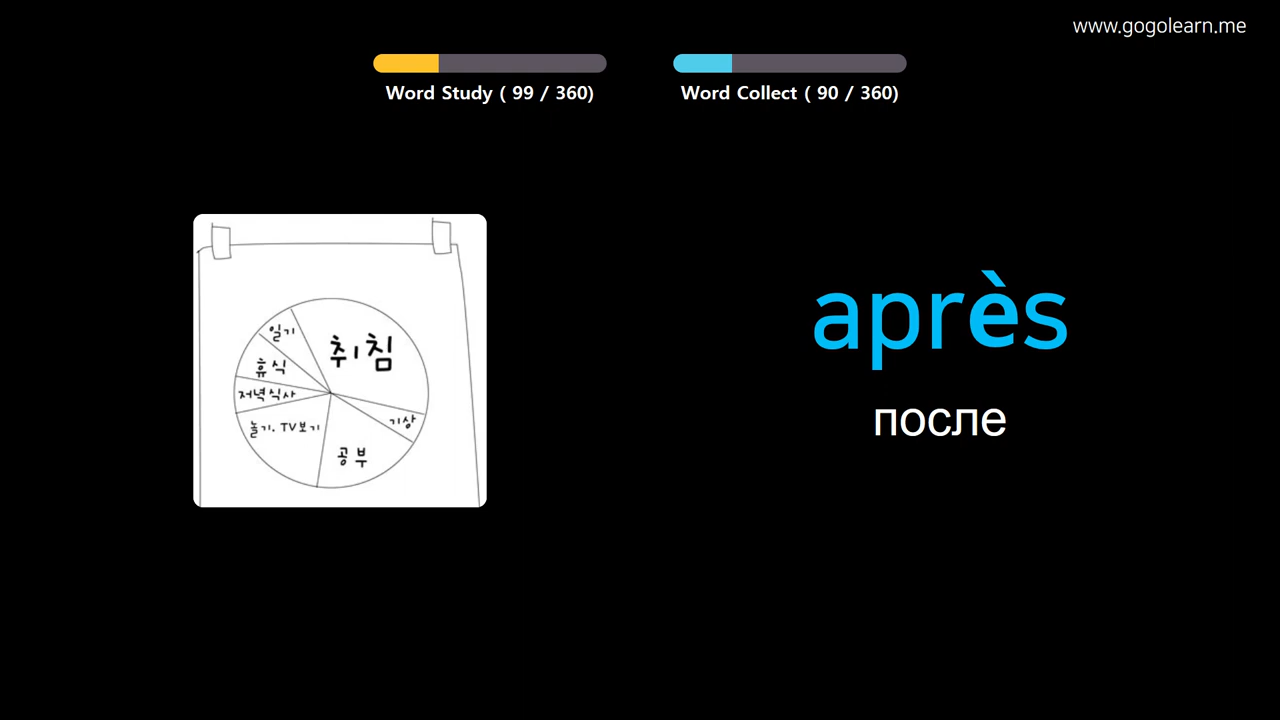 www.gogolearn.me
Word Study ( 99 / 360)
Word Collect ( 90 / 360)
일기
취침
휴식
저녁식사
기상
놀기. TV보기
공부
après
после